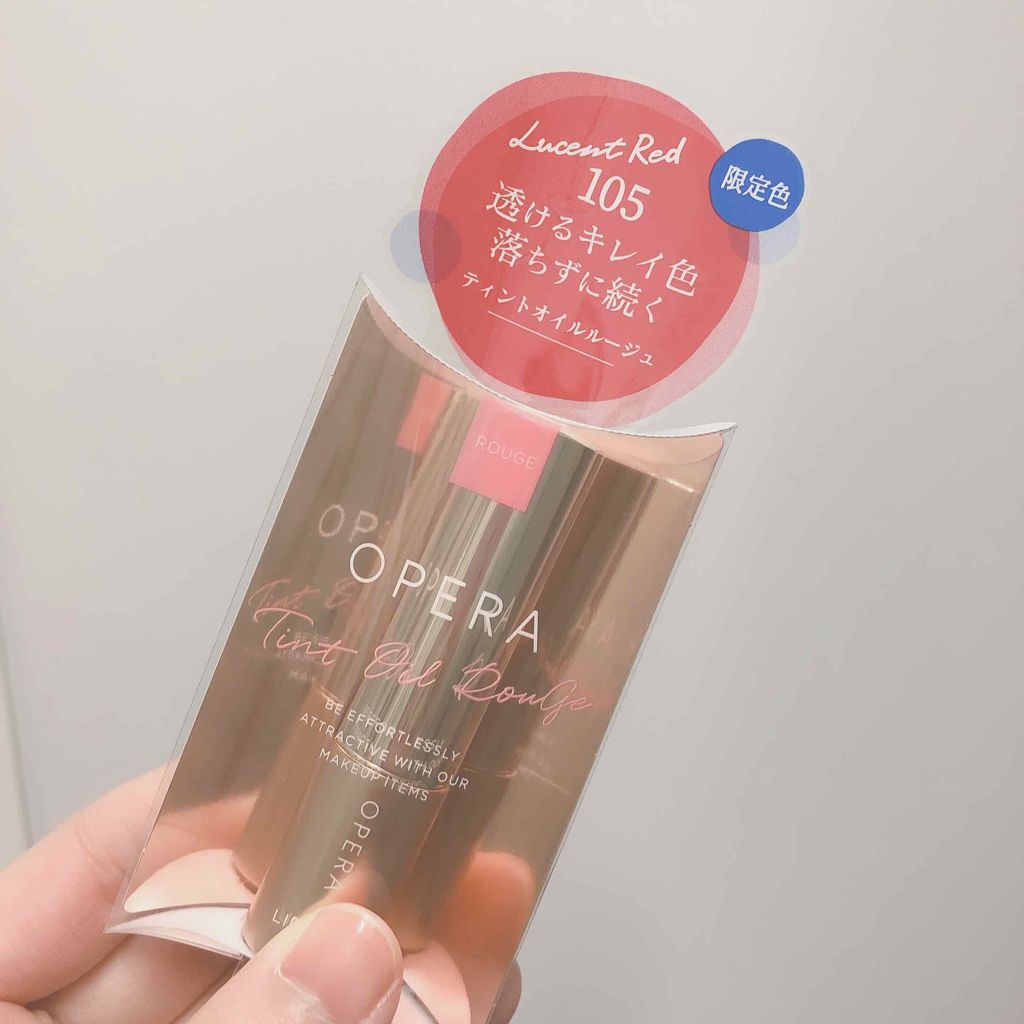 Lucent Red
105
限定色
透けるキレイ色
落ちずに続く
ティントオイルルージュ
ROUGE
OPERA
Tint Oil Rouge
BE EFFORTLESSLY
ATTRACTIVE WITH OUR
MAKEUP ITEMS
OPERA